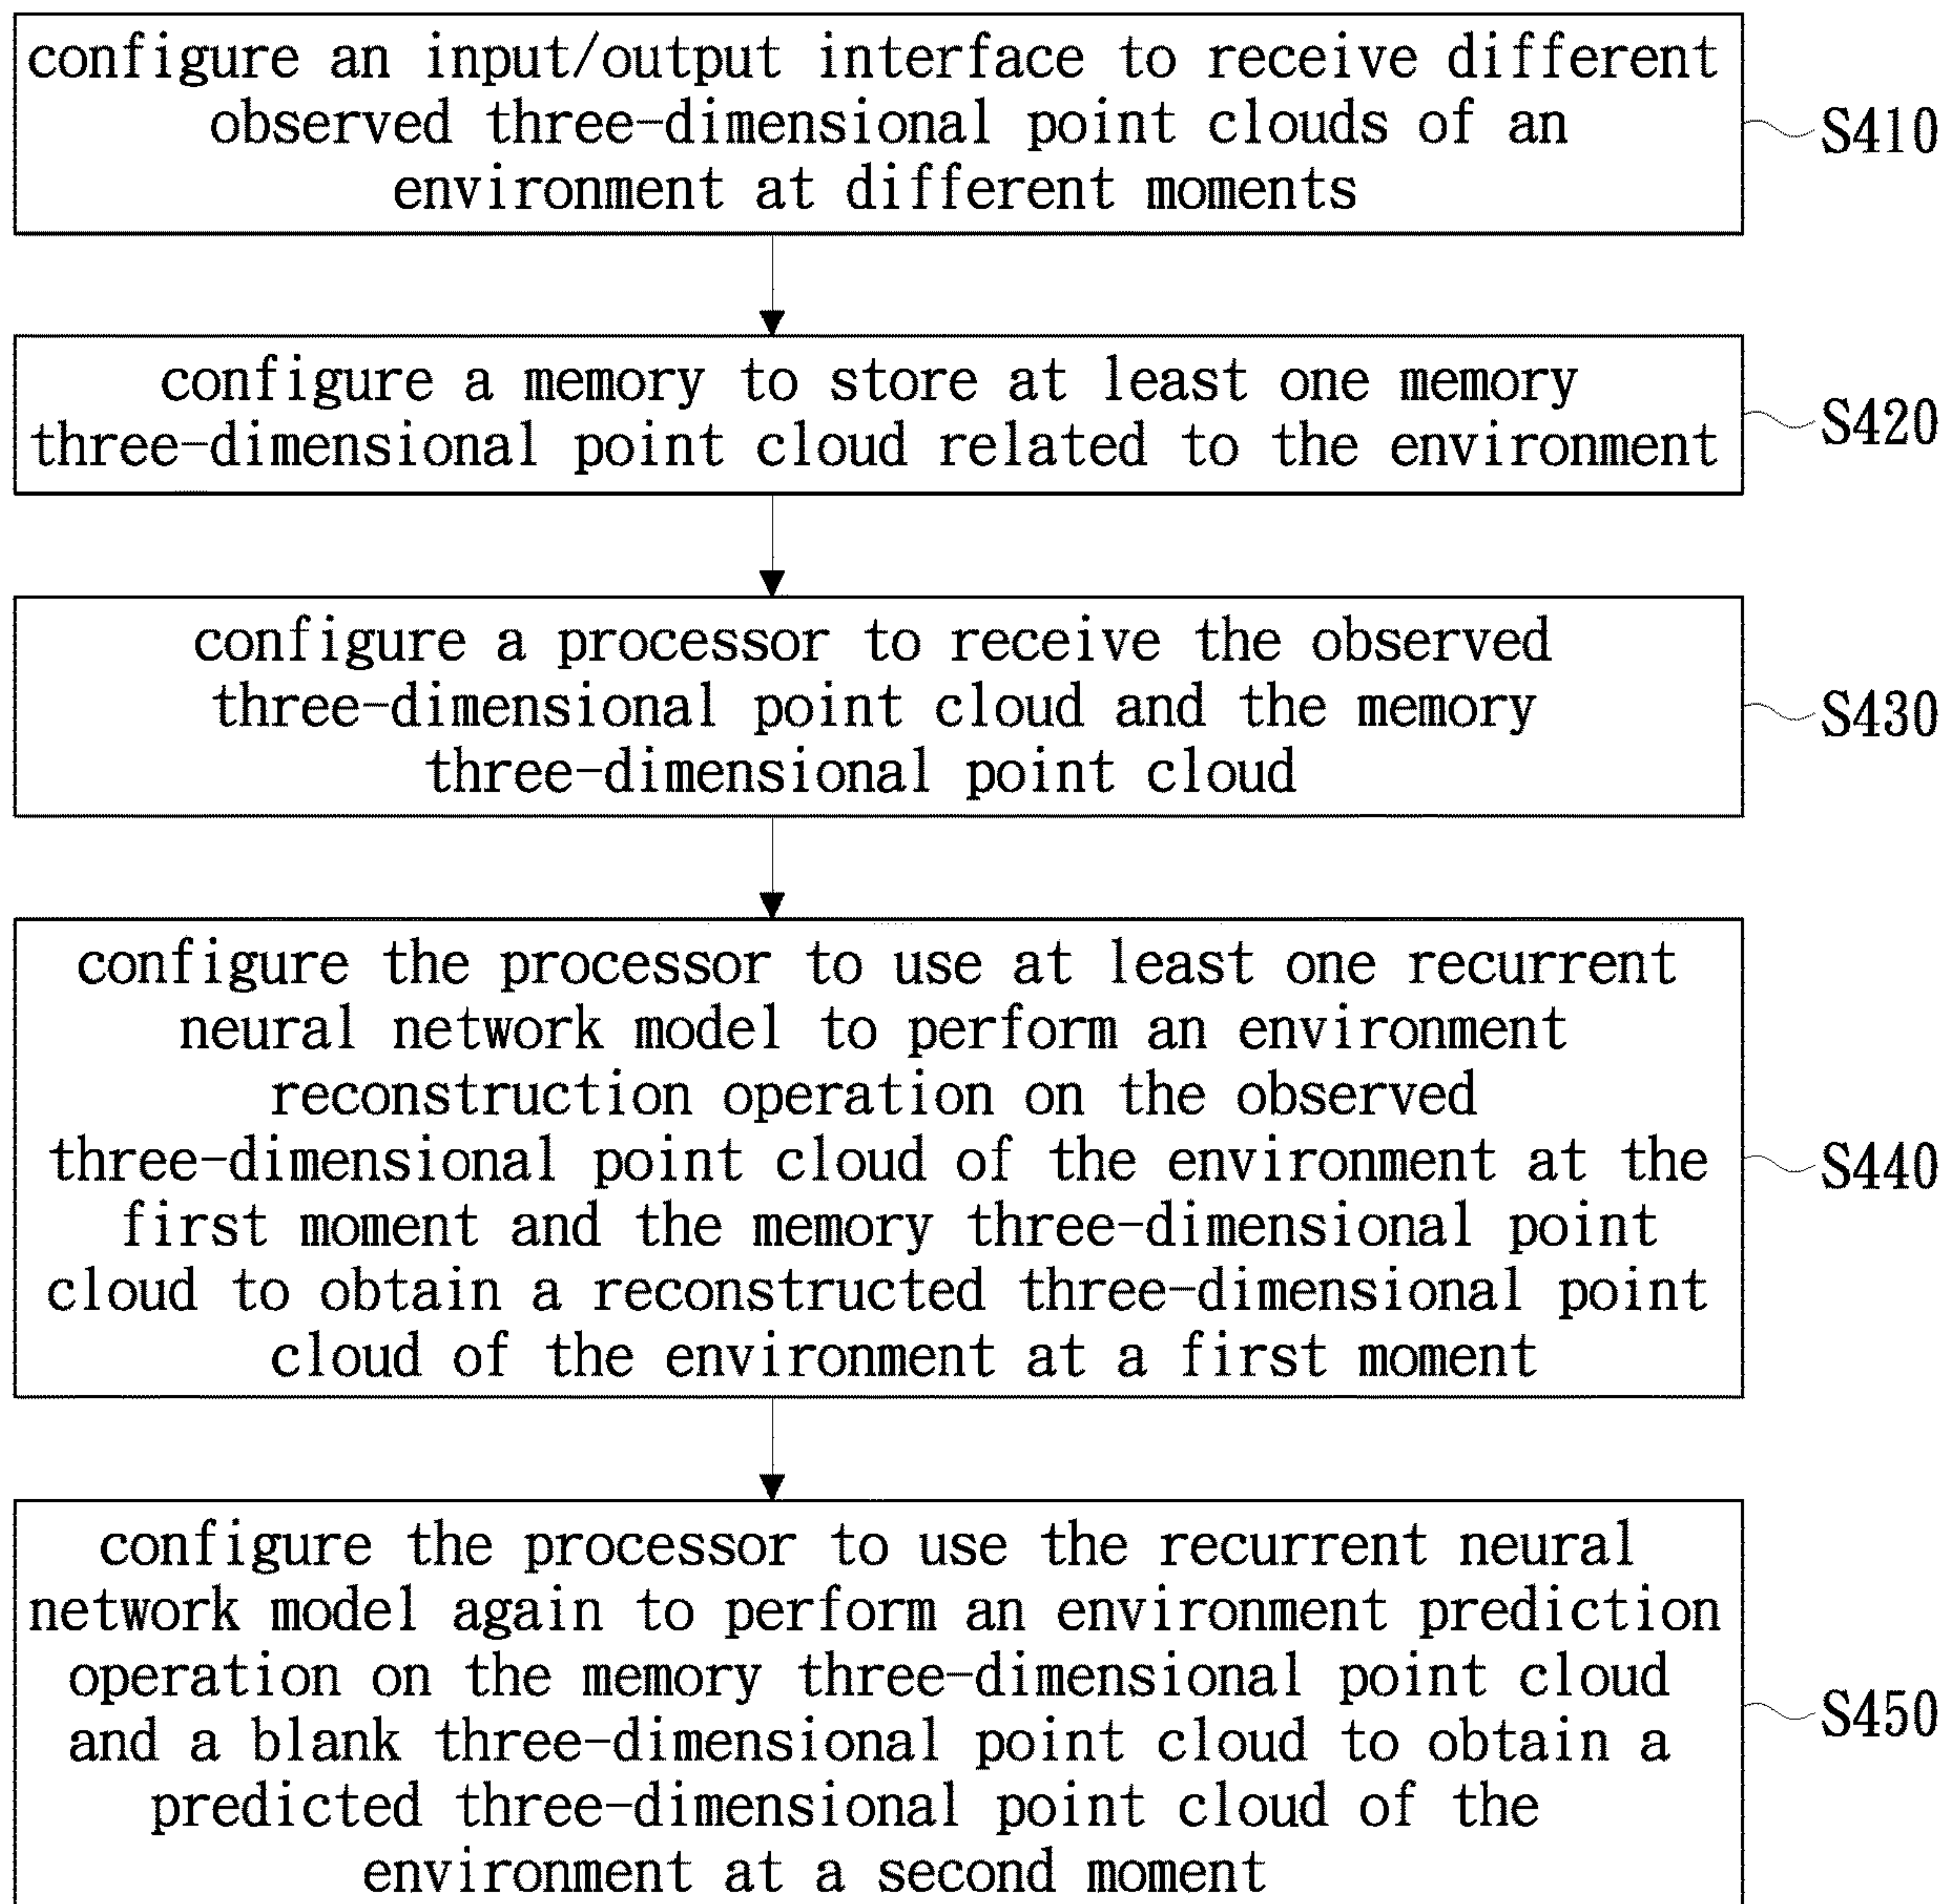 configure an input/output interface to receive different
observed three-dimensional point clouds of an
environment at different moments
S410
configure a memory to store at least one memory
three-dimensional point cloud related to the environment
S420
configure a processor to receive the observed
three-dimensional point cloud and the memory
three-dimensional point cloud
S430
configure the processor to use at least one recurrent
neural network model to perform an environment
reconstruction operation on the observed
three-dimensional point cloud of the environment at the
first moment and the memory three-dimensional point
cloud to obtain a reconstructed three-dimensional point
cloud of the environment at a first moment
S440
configure the processor to use the recurrent neural
network model again to perform an environment prediction
operation on the memory three-dimensional point cloud
and a blank three-dimensional point cloud to obtain a
predicted three-dimensional point cloud of the
environment at a second moment
S450